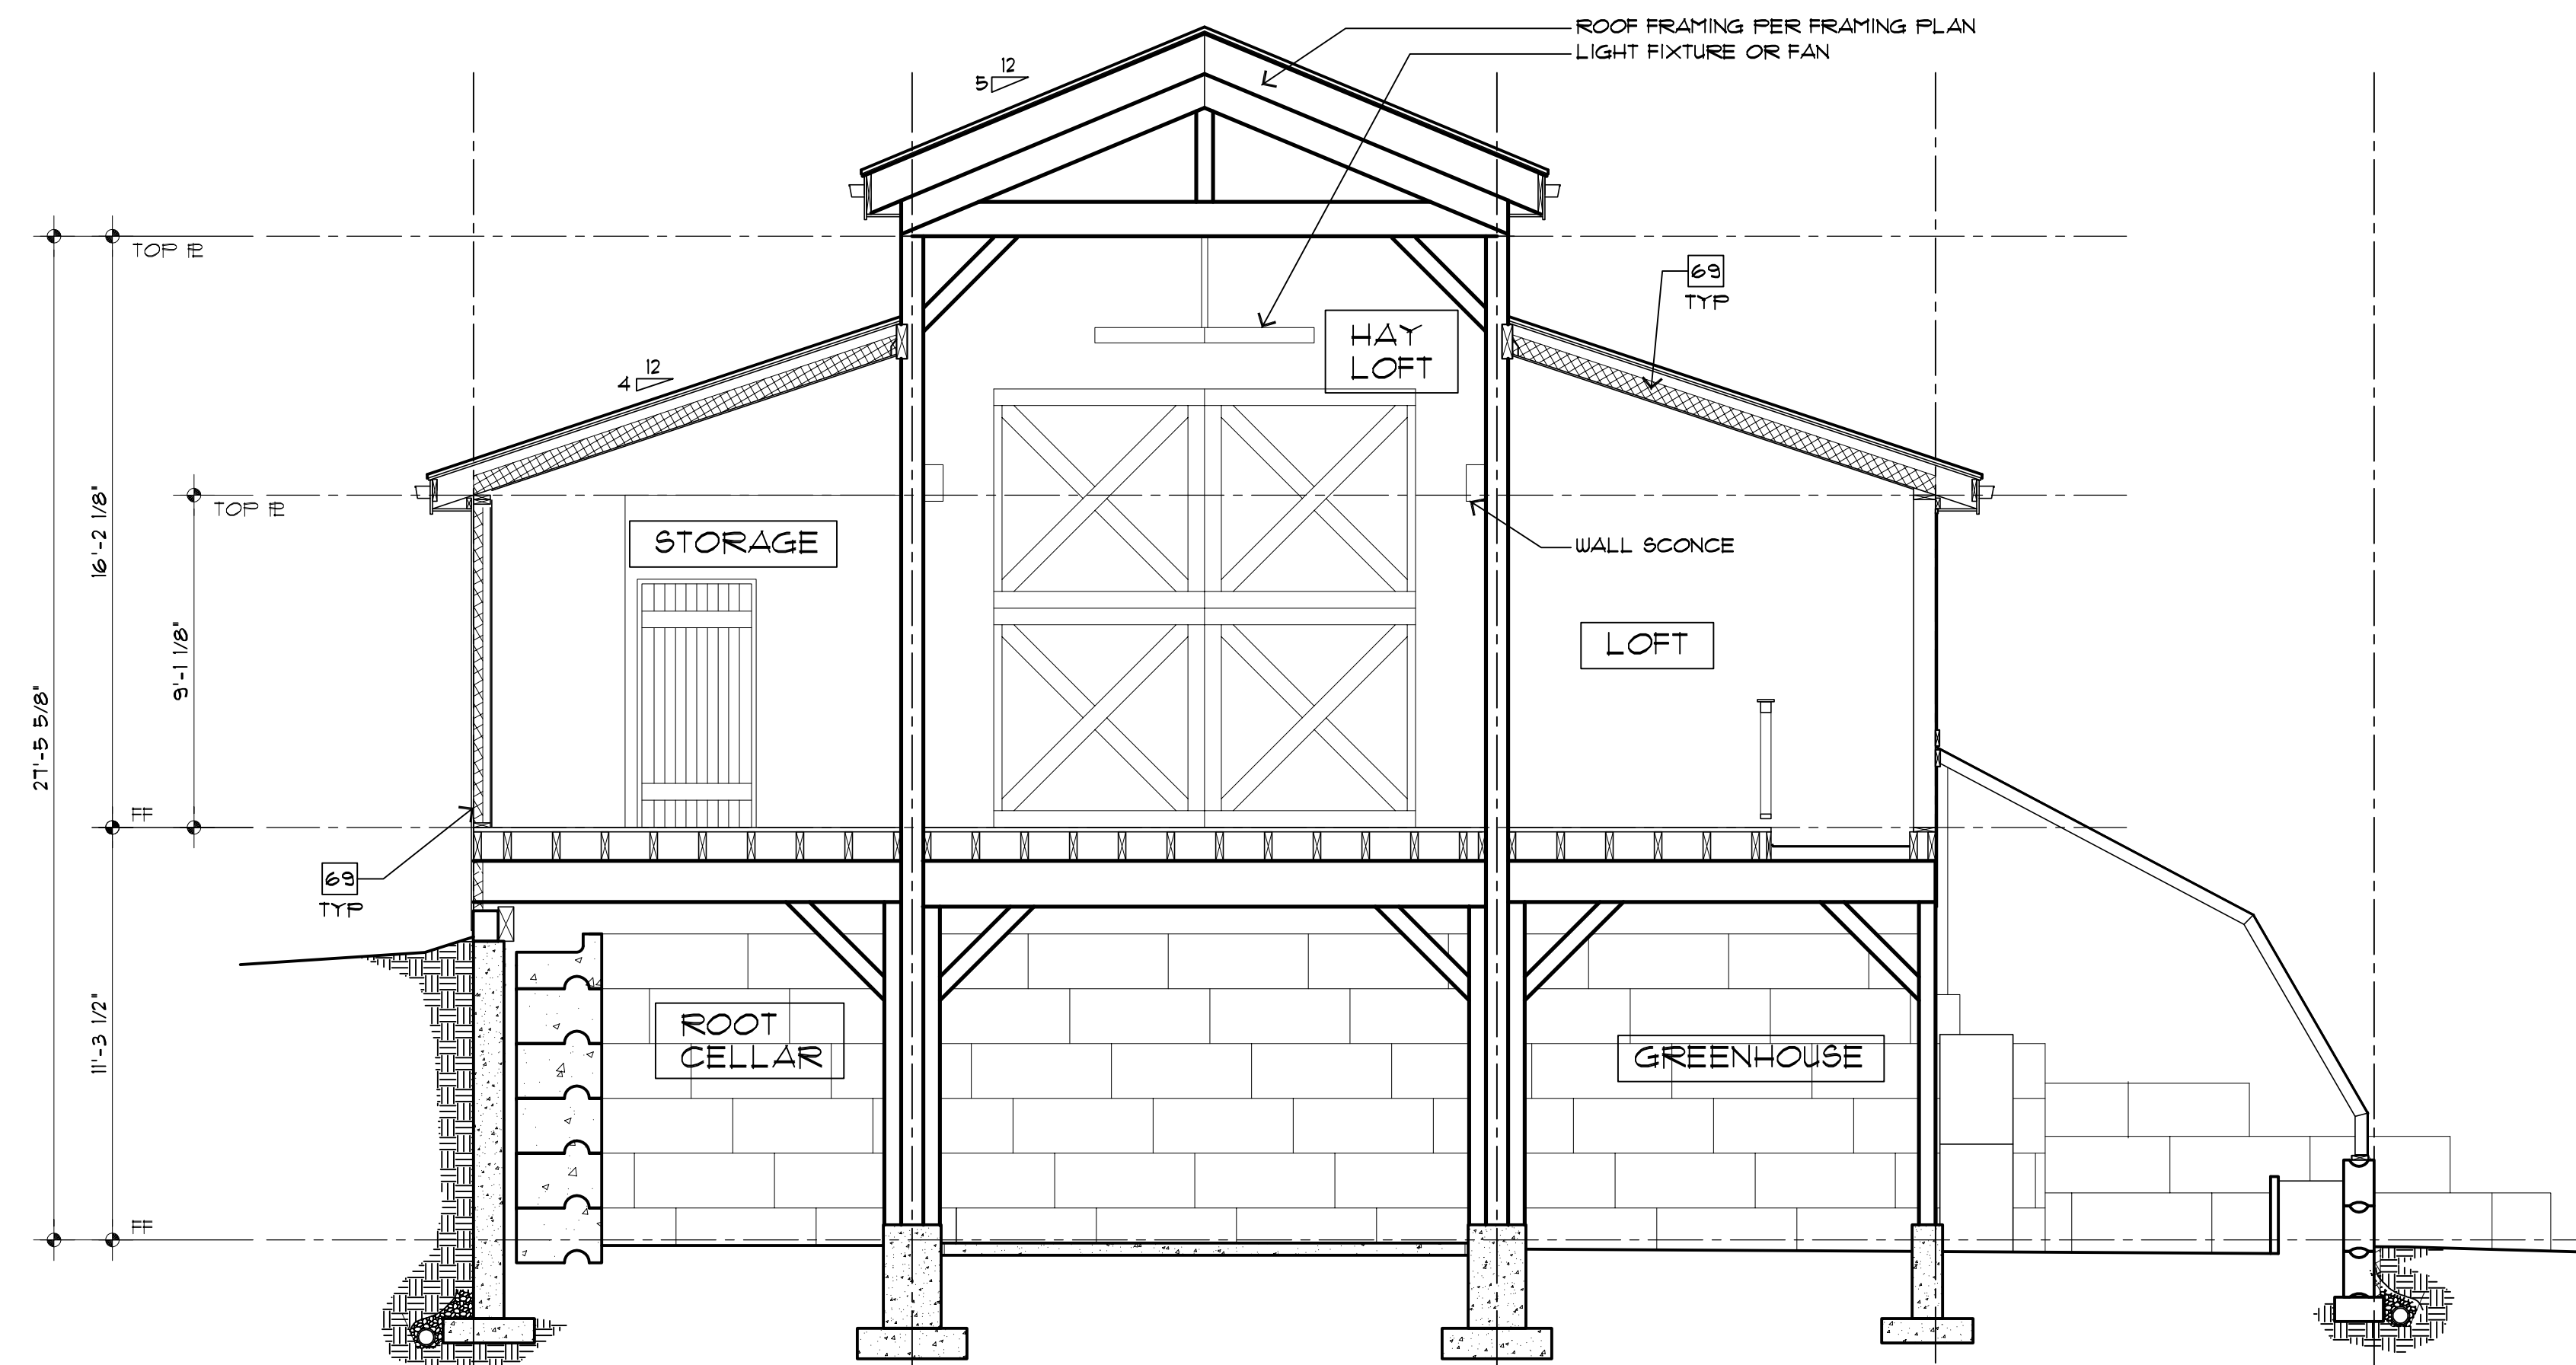 ROOF FRAMING PER FRAMING PLAN
LIGHT FIXTURE OR FAN
12
5
TOP PL
69
TYP
HAY
LOFT
12
4
TOP PL
16'-2 1/8"
STORAGE
WALL SCONCE
9'-1 1/8"
LOFT
27'-5 5/8"
FF
69
TYP
ROOT
CELLAR
GREENHOUSE
11'-3 1/2"
FF